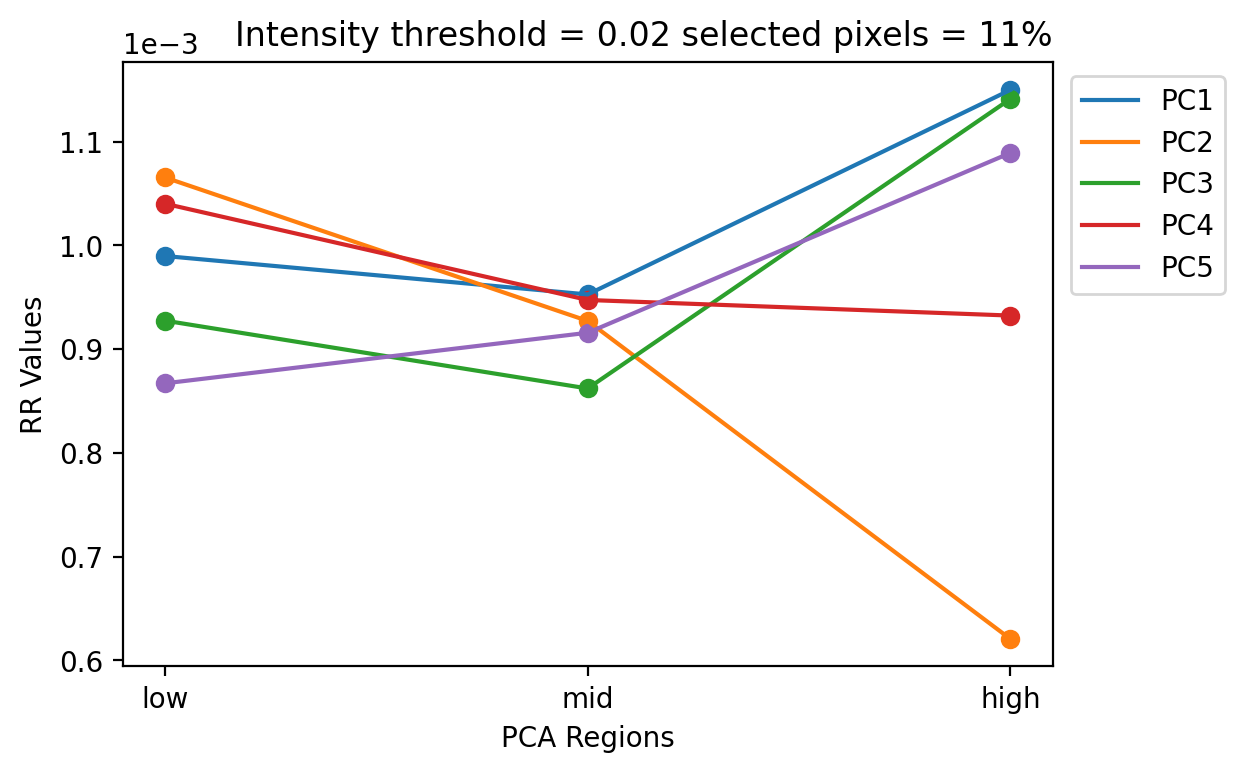 1e−3
Intensity threshold = 0.02 selected pixels = 11%
RR Values
1.1
1.0
0.9
0.8
0.7
0.6
low mid high
PCA Regions
PC1
PC2
PC3
PC4
PC5